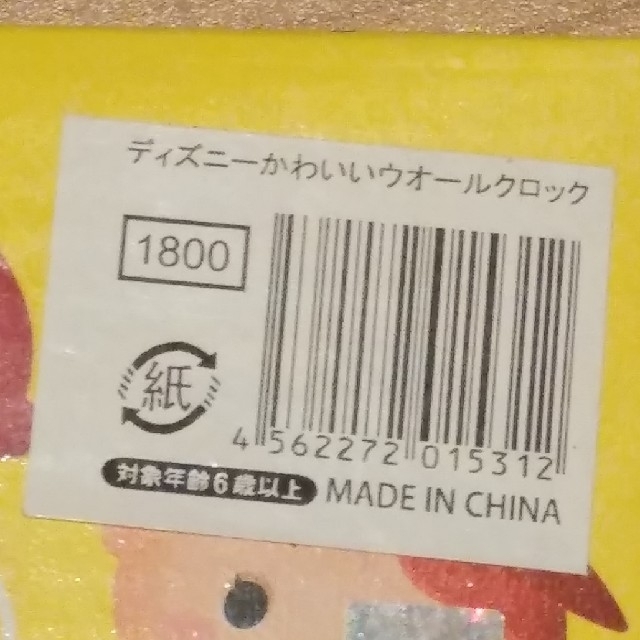 ディズニーかわいいウオールクロック
1800
紙
4 562272 015312
対象年齢6歳以上
MADE IN CHINA